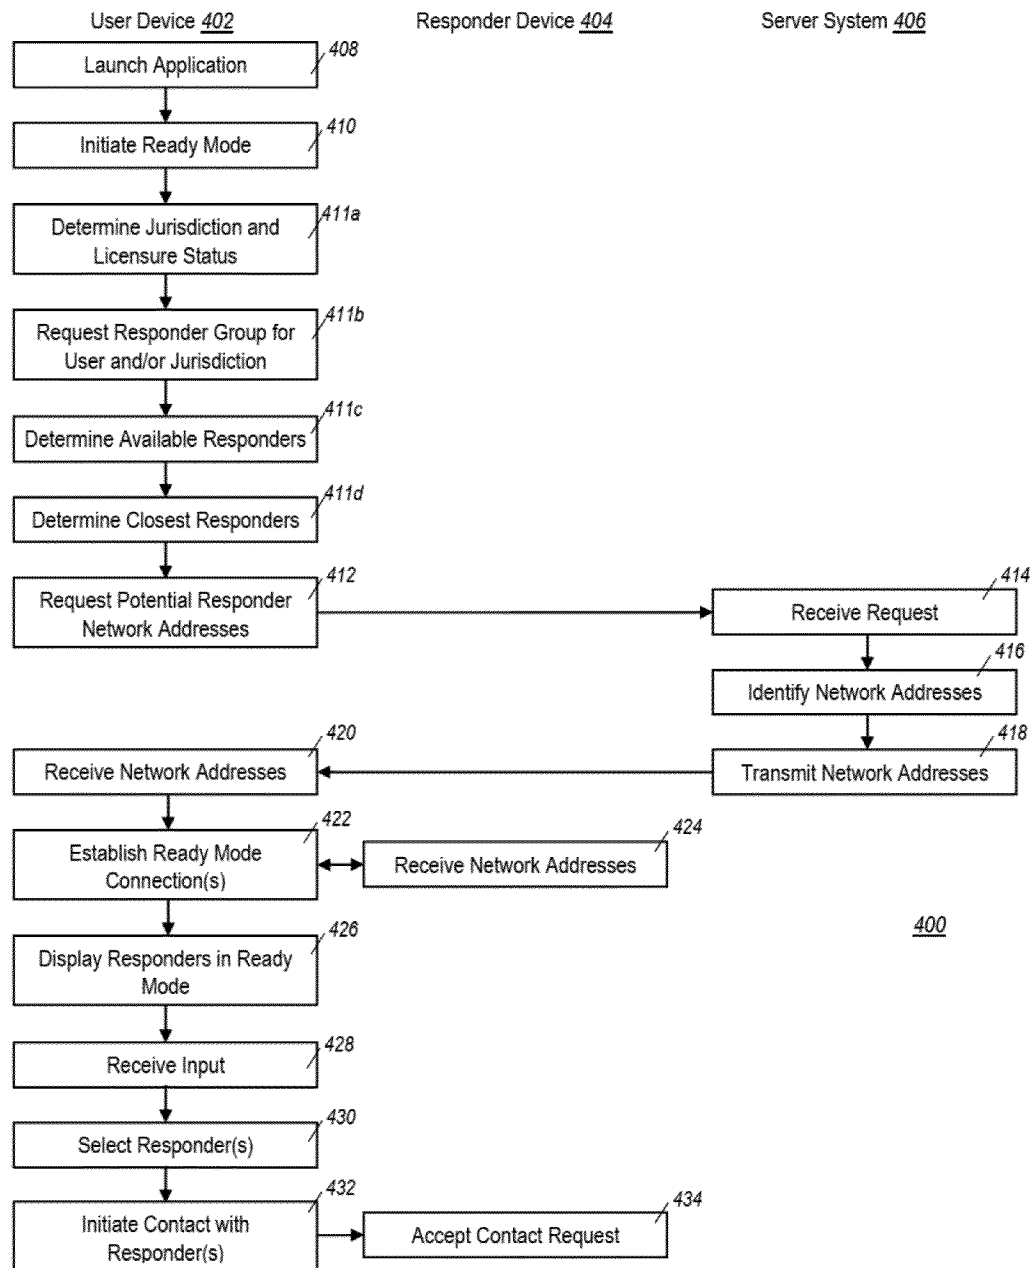 User Device 402
Responder Device 404
Server System 406
408
Launch Application
410
Initiate Ready Mode
411a
Determine Jurisdiction and
Licensure Status
411b
Request Responder Group for
User and/or Jurisdiction
411c
Determine Available Responders
411d
Determine Closest Responders
412
Request Potential Responder
Network Addresses
414
Receive Request
416
Identify Network Addresses
418
Transmit Network Addresses
420
Receive Network Addresses
422
Establish Ready Mode
Connection(s)
424
Receive Network Addresses
400
426
Display Responders in Ready
Mode
428
Receive Input
430
Select Responder(s)
432
Initiate Contact with
Responder(s)
434
Accept Contact Request